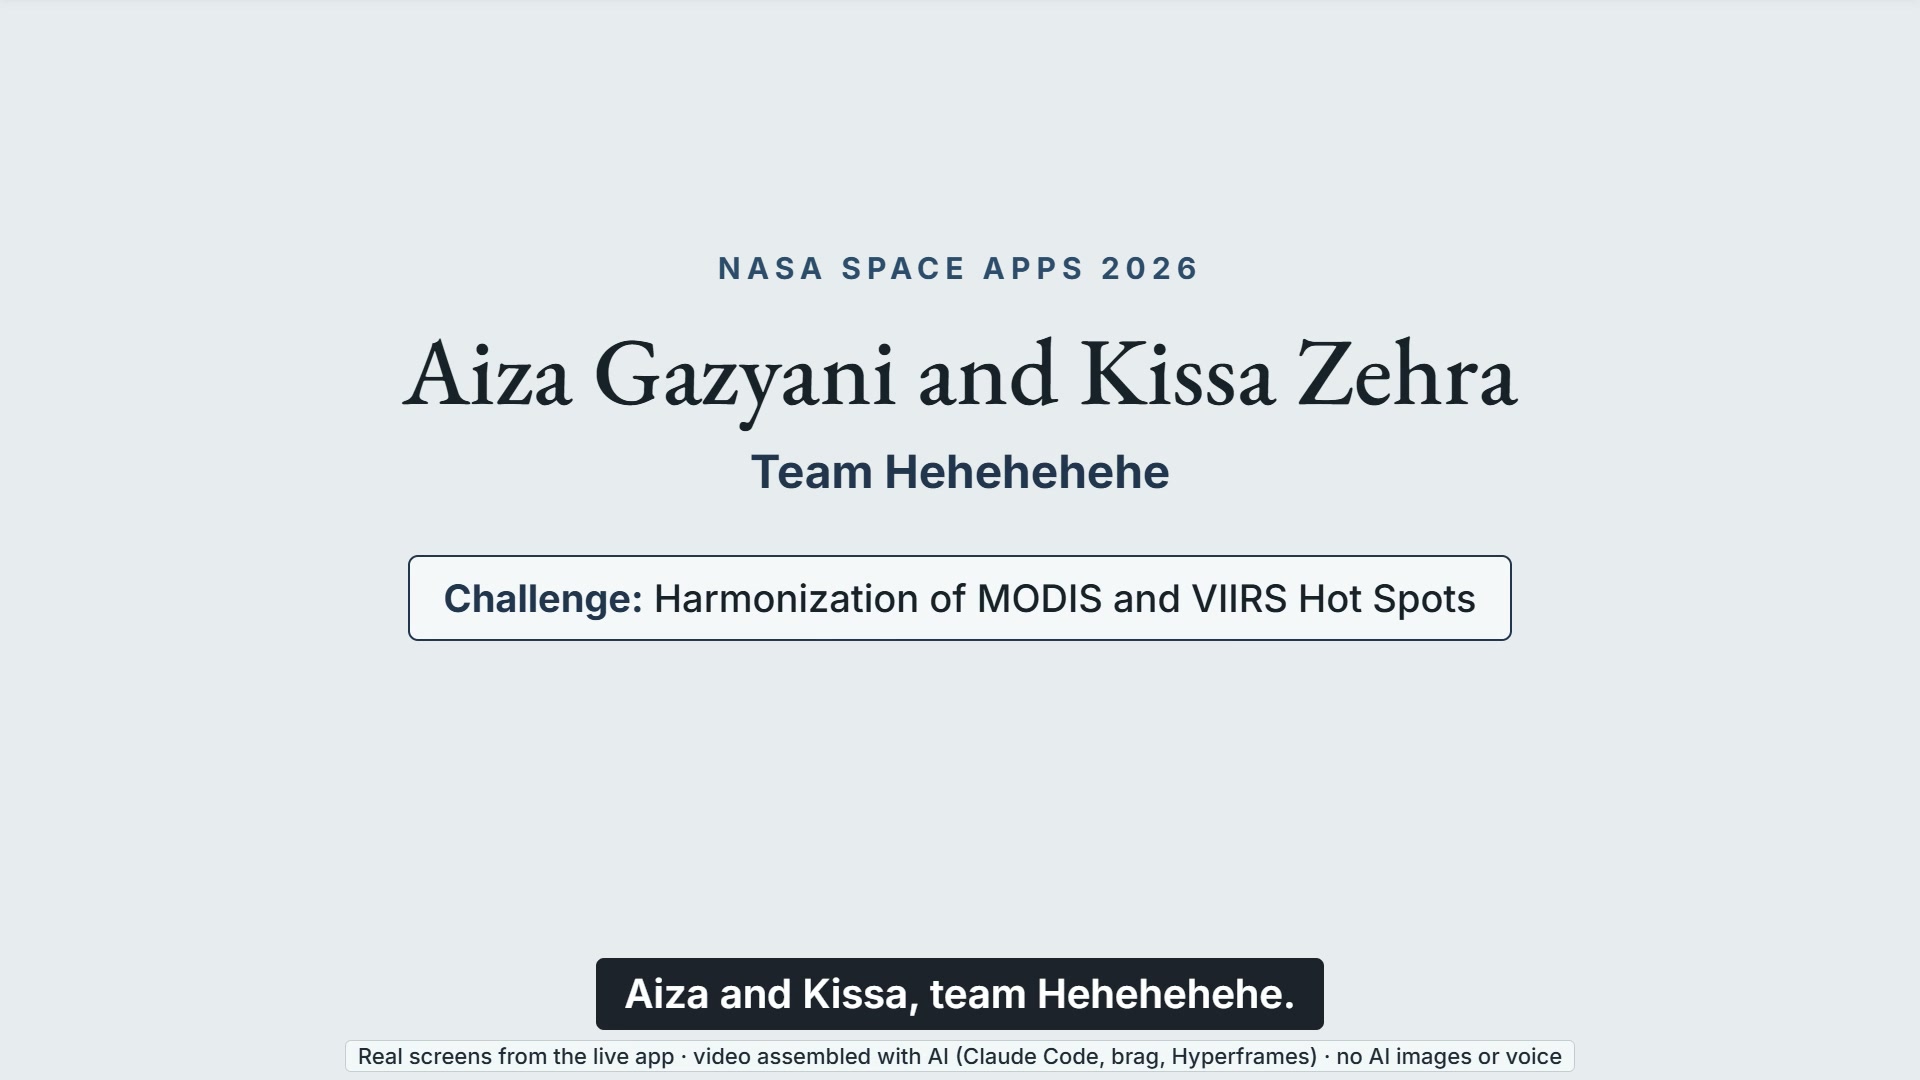 NASA SPACE APPS 2026
Aiza Gazyani and Kissa Zehra
Team Hehehehehe
Challenge: Harmonization of MODIS and VIIRS Hot Spots
Aiza and Kissa, team Hehehehehe.
Real screens from the live app · video assembled with AI (Claude Code, brag, Hyperframes) · no AI images or voice